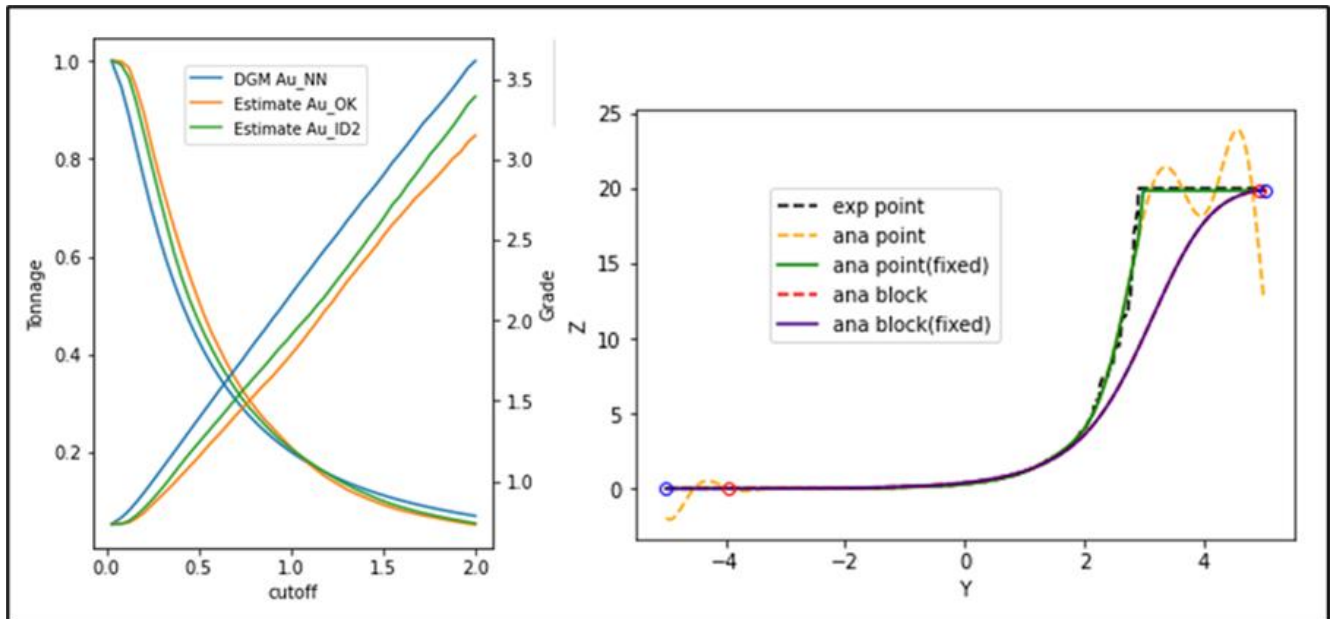 1.0
0.8
0.6
0.4
0.2
Tonnage
DGM Au_NN
Estimate Au_OK
Estimate Au_ID2
3.5
3.0
2.5
2.0
1.5
1.0
Grade
0.0 0.5 1.0 1.5 2.0
cutoff
25
20
15
10
5
0
Z
exp point
ana point
ana point(fixed)
ana block
ana block(fixed)
−4 −2 0 2 4
Y